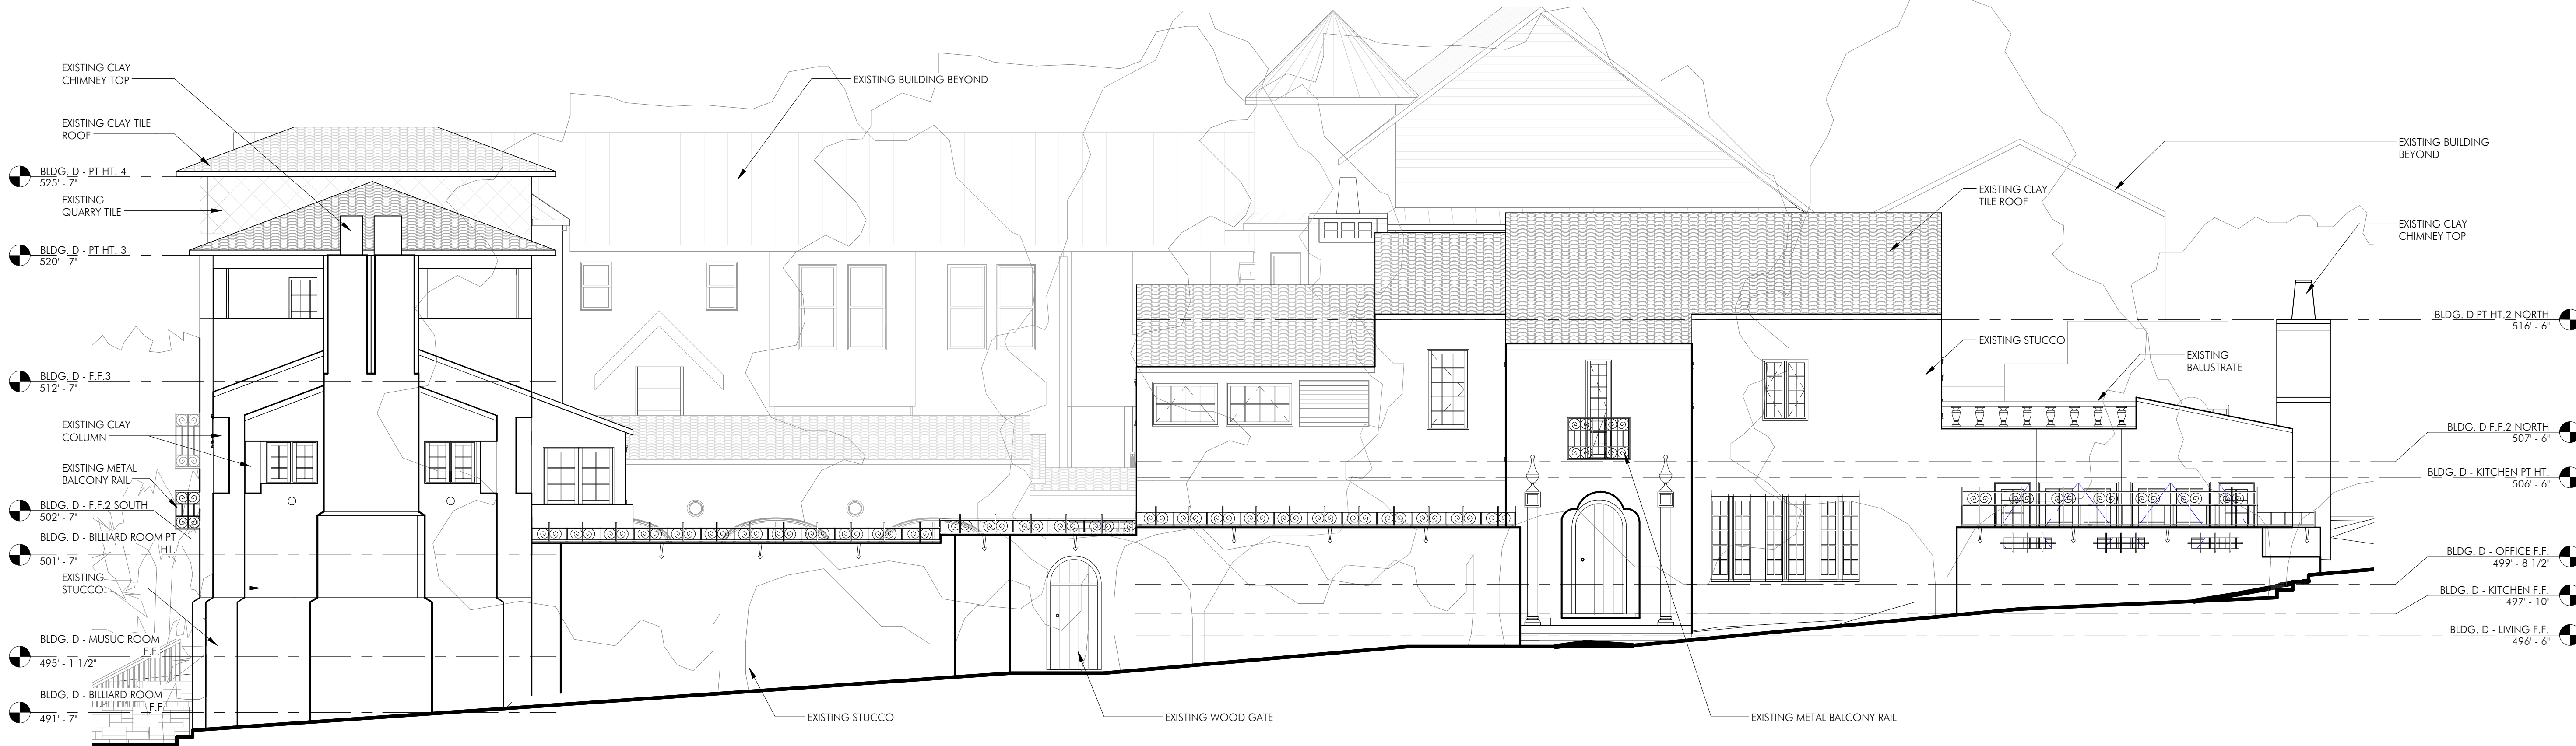 EXISTING CLAY
CHIMNEY TOP
EXISTING CLAY TILE
ROOF
BLDG. D - PT HT. 4
525' - 7"
EXISTING
QUARRY TILE
BLDG. D - PT HT. 3
520' - 7"
BLDG. D - F.F.3
512' - 7"
EXISTING CLAY
COLUMN
EXISTING METAL
BALCONY RAIL
BLDG. D - F.F.2 SOUTH
502' - 7"
BLDG. D - BILLIARD ROOM PT
HT.
501' - 7"
EXISTING
STUCCO
BLDG. D - MUSUC ROOM
F.F.
495' - 1 1/2"
BLDG. D - BILLIARD ROOM
F.F
491' - 7"
EXISTING BUILDING BEYOND
EXISTING STUCCO
EXISTING WOOD GATE
EXISTING METAL BALCONY RAIL
EXISTING CLAY
TILE ROOF
EXISTING STUCCO
EXISTING
BALUSTRATE
EXISTING BUILDING
BEYOND
EXISTING CLAY
CHIMNEY TOP
BLDG. D PT HT.2 NORTH
516' - 6"
BLDG. D F.F.2 NORTH
507' - 6"
BLDG. D - KITCHEN PT HT.
506' - 6"
BLDG. D - OFFICE F.F.
499' - 8 1/2"
BLDG. D - KITCHEN F.F.
497' - 10"
BLDG. D - LIVING F.F.
496' - 6"